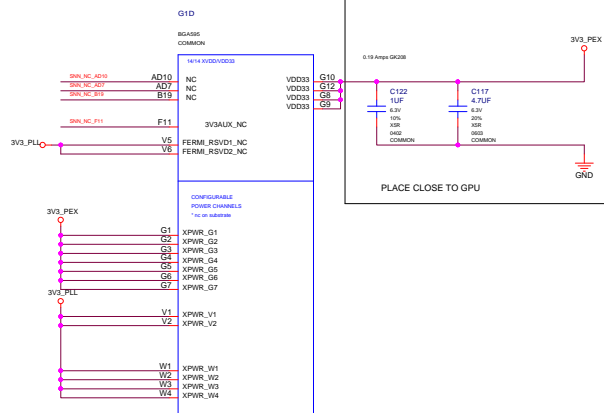 G1D
BGA595
COMMON
14/14 XVDD/VDD33
SNN_NC_AD10 AD10 NC VDD33 G10
SNN_NC_AD7 AD7 NC VDD33 G12
SNN_NC_B19 B19 NC VDD33 G8
VDD33 G9
SNN_NC_F11 F11 3V3AUX_NC
3V3_PLL V5 FERMI_RSVD1_NC
V6 FERMI_RSVD2_NC
3V3_PEX
0.19 Amps GK208
C122
1UF
6.3V
10%
X5R
0402
COMMON
C117
4.7UF
6.3V
20%
X5R
0603
COMMON
GND
PLACE CLOSE TO GPU
CONFIGURABLE
POWER CHANNELS
* nc on substrate
3V3_PEX
G1 XPWR_G1
G2 XPWR_G2
G3 XPWR_G3
G4 XPWR_G4
G5 XPWR_G5
G6 XPWR_G6
G7 XPWR_G7
3V3_PLL
V1 XPWR_V1
V2 XPWR_V2
W1 XPWR_W1
W2 XPWR_W2
W3 XPWR_W3
W4 XPWR_W4